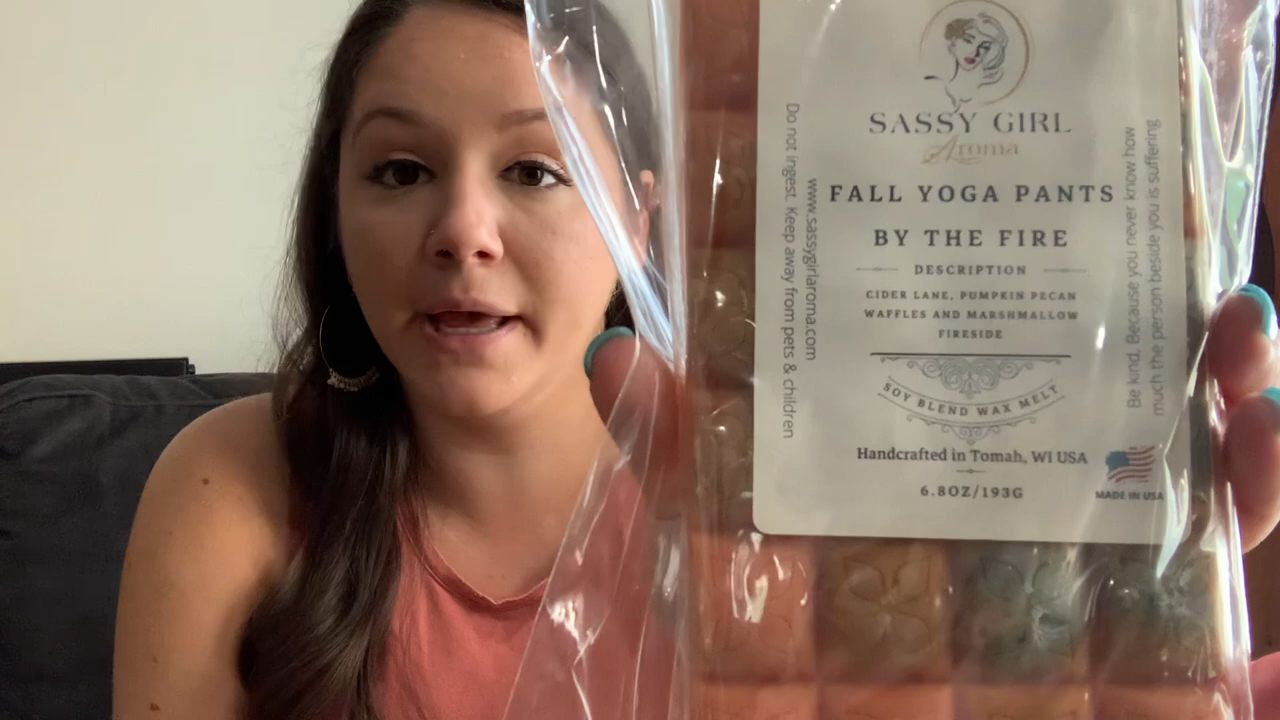 SASSY GIRL
Aroma
FALL YOGA PANTS
BY THE FIRE
DESCRIPTION
CIDER LANE, PUMPKIN PECAN
WAFFLES AND MARSHMALLOW
FIRESIDE
SOY BLEND WAX MELT
Handcrafted in Tomah, WI USA
6.8OZ/193G
MADE IN USA
www.sassygirlaroma.com
Do not ingest. Keep away from pets & children
Be kind, Because you never know how
much the person beside you is suffering